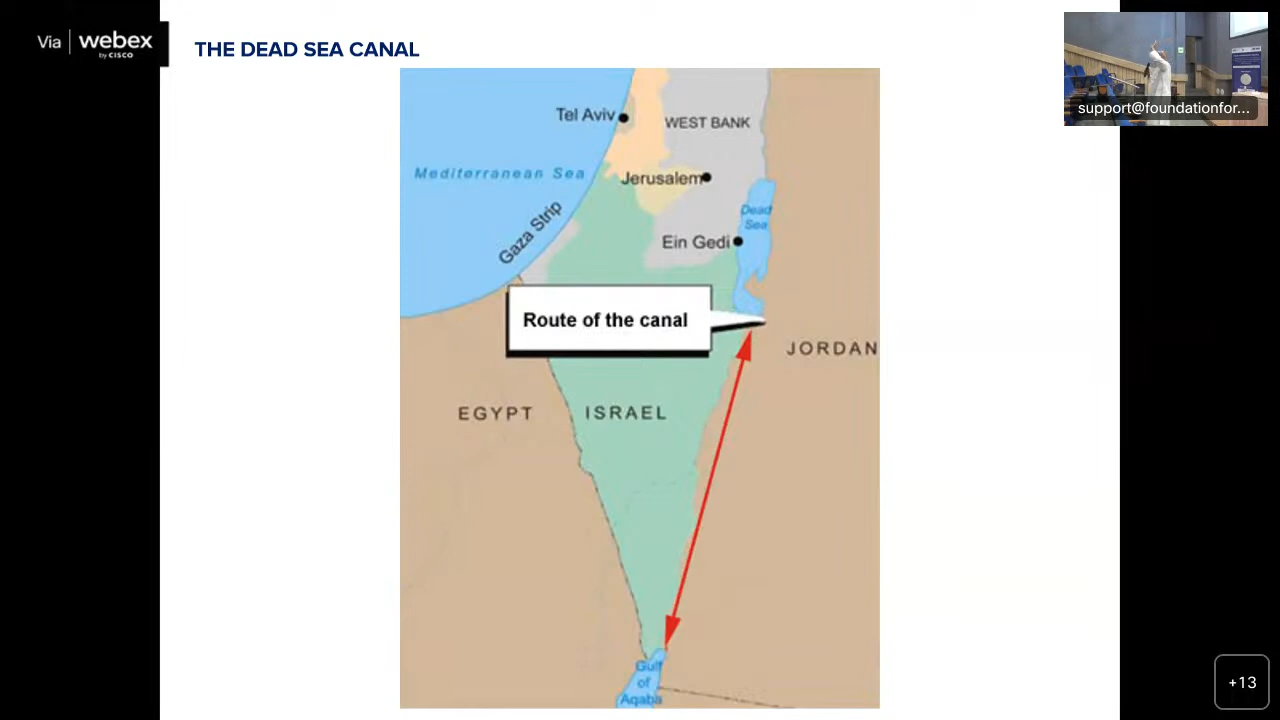 Via webex
by CISCO
THE DEAD SEA CANAL
support@foundationfor...
Tel Aviv
WEST BANK
Mediterranean Sea
Jerusalem
Gaza Strip
Dead
Sea
Ein Gedi
Route of the canal
JORDAN
EGYPT
ISRAEL
Gulf
of
Aqaba
+13